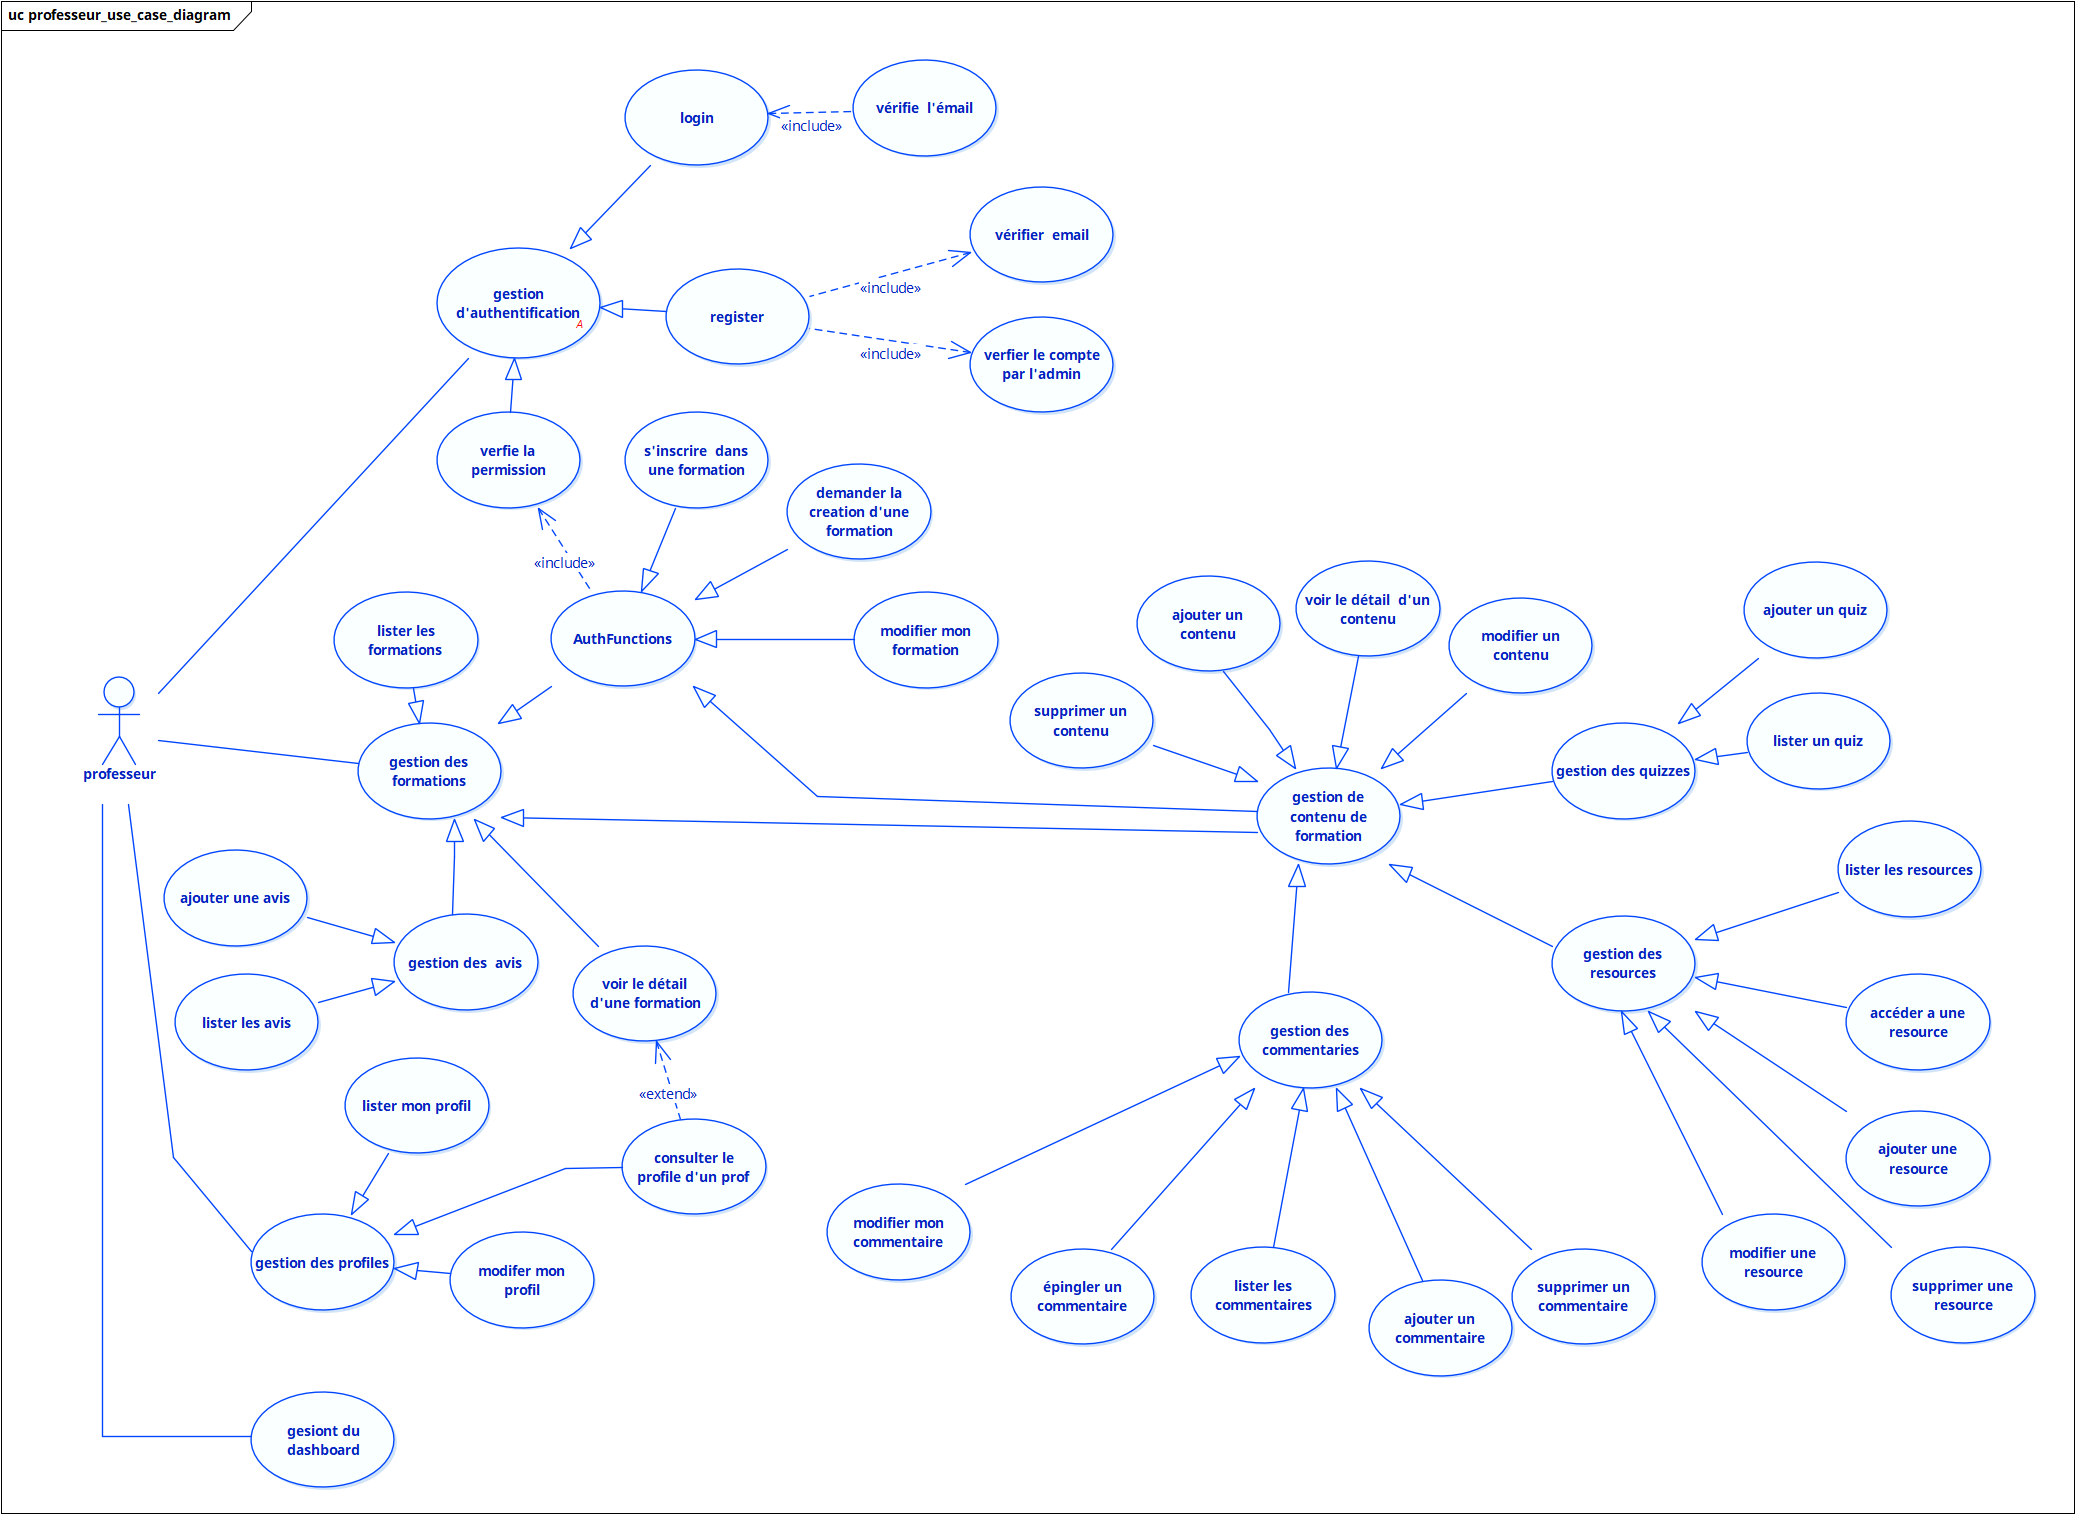 uc professeur_use_case_diagram
login
vérifie  l'émail
«include»
vérifier  email
«include»
gestion
d'authentification
A
register
verfier le compte
par l'admin
«include»
verfie la
permission
s'inscrire  dans
une formation
demander la
creation d'une
formation
«include»
lister les
formations
AuthFunctions
modifier mon
formation
ajouter un
contenu
voir le détail  d'un
contenu
modifier un
contenu
ajouter un quiz
supprimer un
contenu
lister un quiz
professeur
gestion des
formations
gestion de
contenu de
formation
gestion des quizzes
lister les resources
ajouter une avis
gestion des  avis
lister les avis
voir le détail
d'une formation
gestion des
resources
accéder a une
resource
gestion des
commentaries
«extend»
lister mon profil
consulter le
profile d'un prof
ajouter une
resource
gestion des profiles
modifer mon
profil
modifier mon
commentaire
épingler un
commentaire
lister les
commentaires
ajouter un
commentaire
supprimer un
commentaire
modifier une
resource
supprimer une
resource
gesiont du
dashboard